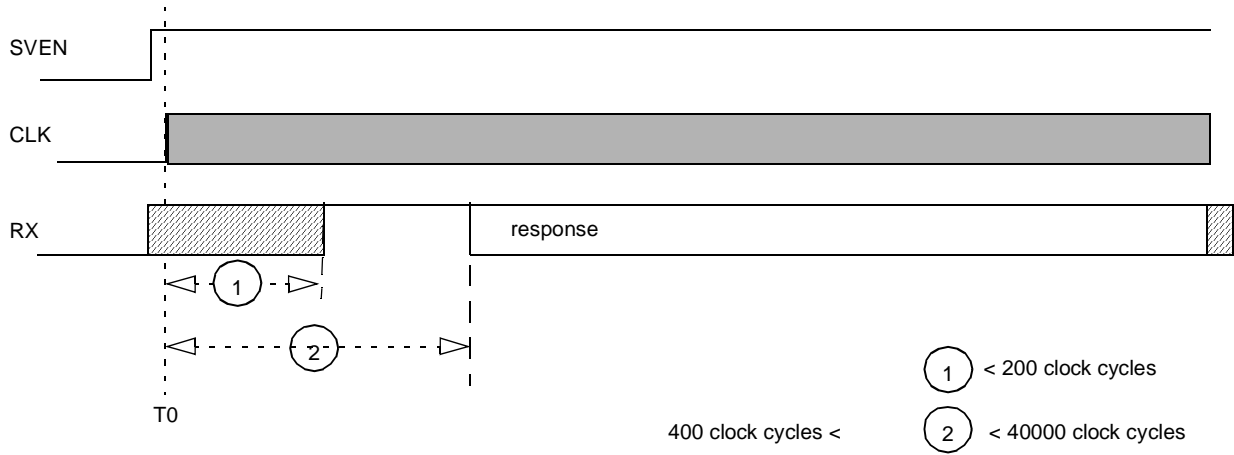 SVEN
CLK
RX
response
1
2
T0
1 < 200 clock cycles
400 clock cycles < 2 < 40000 clock cycles